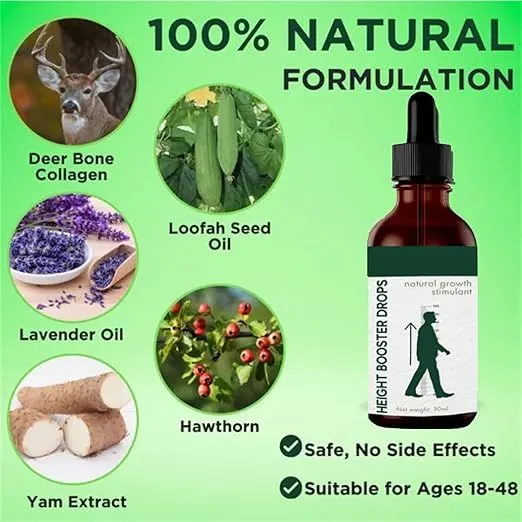 100% NATURAL
FORMULATION
Deer Bone
Collagen
Loofah Seed
Oil
Lavender Oil
Hawthorn
Yam Extract
natural growth
stimulant
HEIGHT BOOSTER DROPS
Net weight: 30ml
Safe, No Side Effects
Suitable for Ages 18-48